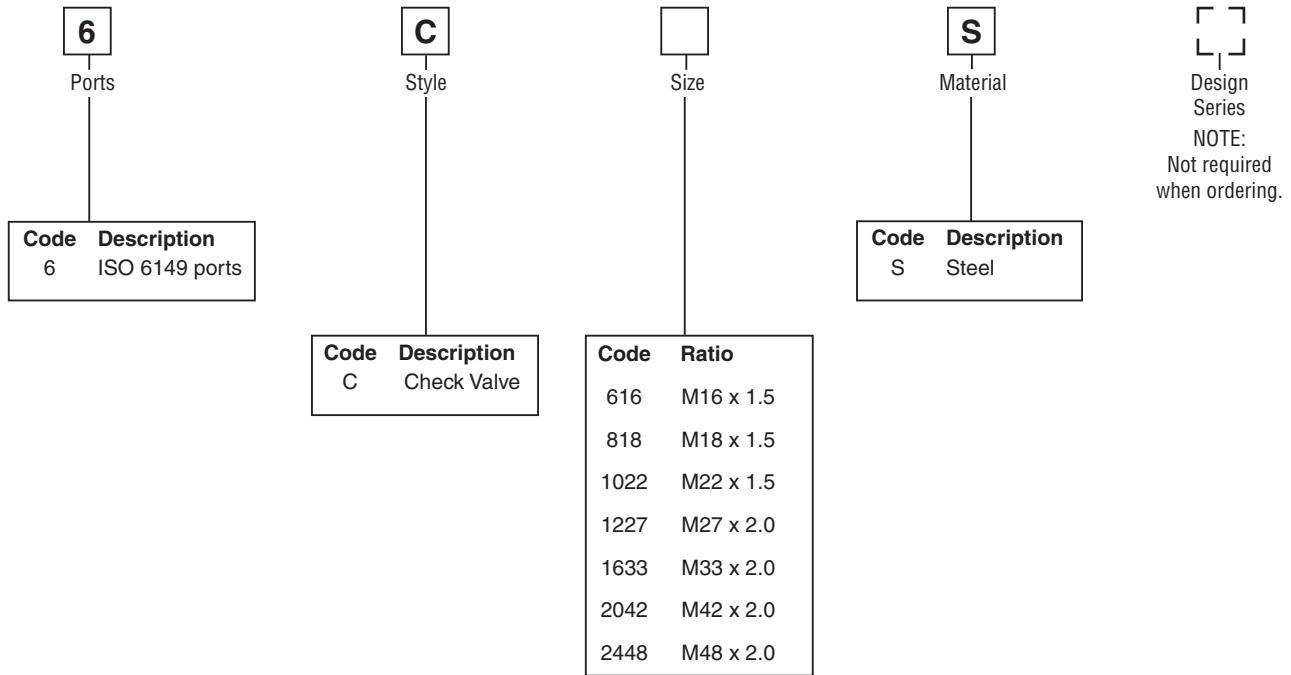 6 C S
Ports Style Size Material Design
Series
NOTE:
Not required
when ordering.
Code Description
6 ISO 6149 ports
Code Description
S Steel
Code Description
C Check Valve
Code Ratio
616 M16 x 1.5
818 M18 x 1.5
1022 M22 x 1.5
1227 M27 x 2.0
1633 M33 x 2.0
2042 M42 x 2.0
2448 M48 x 2.0